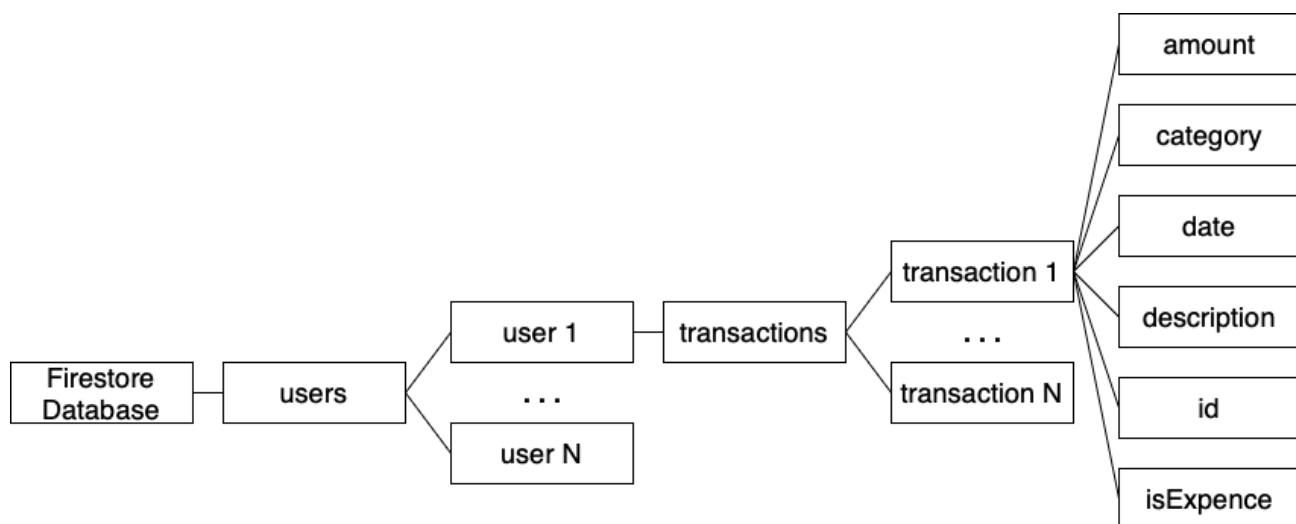 Firestore
Database
users
user 1
. . .
user N
transactions
transaction 1
. . .
transaction N
amount
category
date
description
id
isExpence